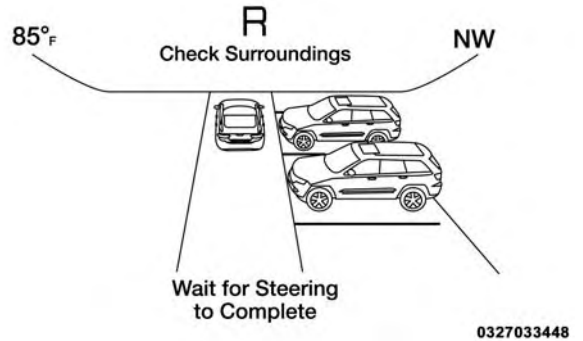 R
85°F
Check Surroundings
NW
Wait for Steering
to Complete
0327033448